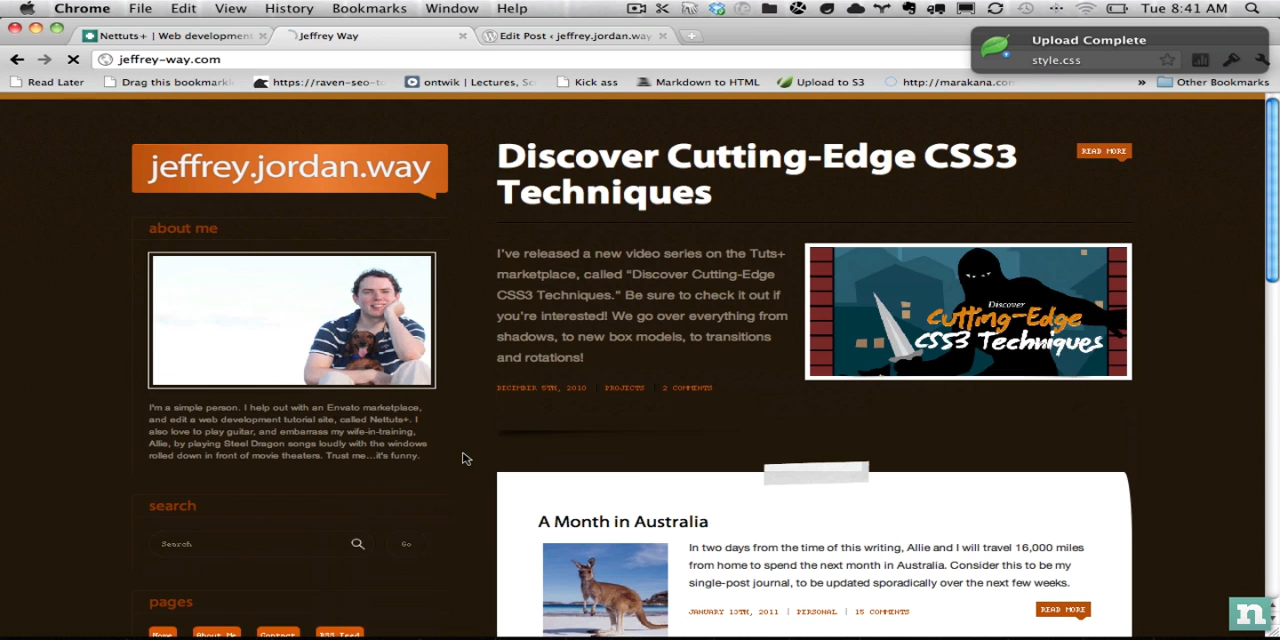 Chrome File Edit View History Bookmarks Window Help Tue 8:41 AM
Nettuts+ | Web development Jeffrey Way Edit Post ‹ jeffrey.jordan.way
Upload Complete
style.css
jeffrey-way.com
Read Later Drag this bookmarkl https://raven-seo-to ontwik | Lectures, Sc Kick ass Markdown to HTML Upload to S3 http://marakana.com » Other Bookmarks
jeffrey.jordan.way
about me
I'm a simple person. I help out with an Envato marketplace,
and edit a web development tutorial site, called Nettuts+. I
also love to play guitar, and embarrass my wife-in-training,
Allie, by playing Steel Dragon songs loudly with the windows
rolled down in front of movie theaters. Trust me...it's funny.
search
Search Go
pages
Home About Me Contact RSS Feed
Discover Cutting-Edge CSS3
Techniques
READ MORE
I've released a new video series on the Tuts+
marketplace, called “Discover Cutting-Edge
CSS3 Techniques.” Be sure to check it out if
you're interested! We go over everything from
shadows, to new box models, to transitions
and rotations!
DECEMBER 5TH, 2010 | PROJECTS | 2 COMMENTS
Discover
Cutting-Edge
CSS3 Techniques
A Month in Australia
In two days from the time of this writing, Allie and I will travel 16,000 miles
from home to spend the next month in Australia. Consider this to be my
single-post journal, to be updated sporadically over the next few weeks.
JANUARY 13TH, 2011 | PERSONAL | 15 COMMENTS
READ MORE
n